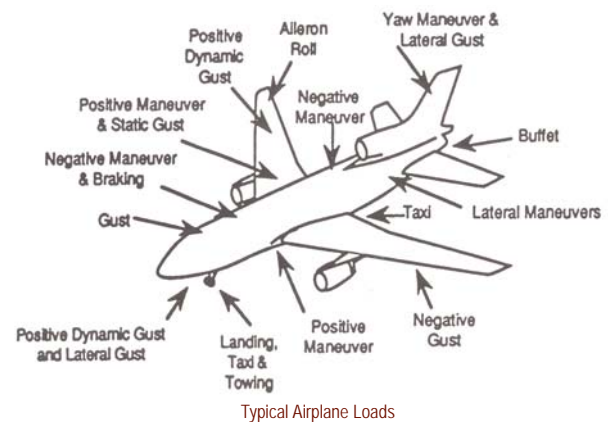 Positive
Dynamic
Gust
Aileron
Roll
Yaw Maneuver &
Lateral Gust
Positive Maneuver
& Static Gust
Negative
Maneuver
Buffet
Negative Maneuver
& Braking
Gust
Taxi
Lateral Maneuvers
Positive Dynamic Gust
and Lateral Gust
Landing,
Taxi &
Towing
Positive
Maneuver
Negative
Gust
Typical Airplane Loads